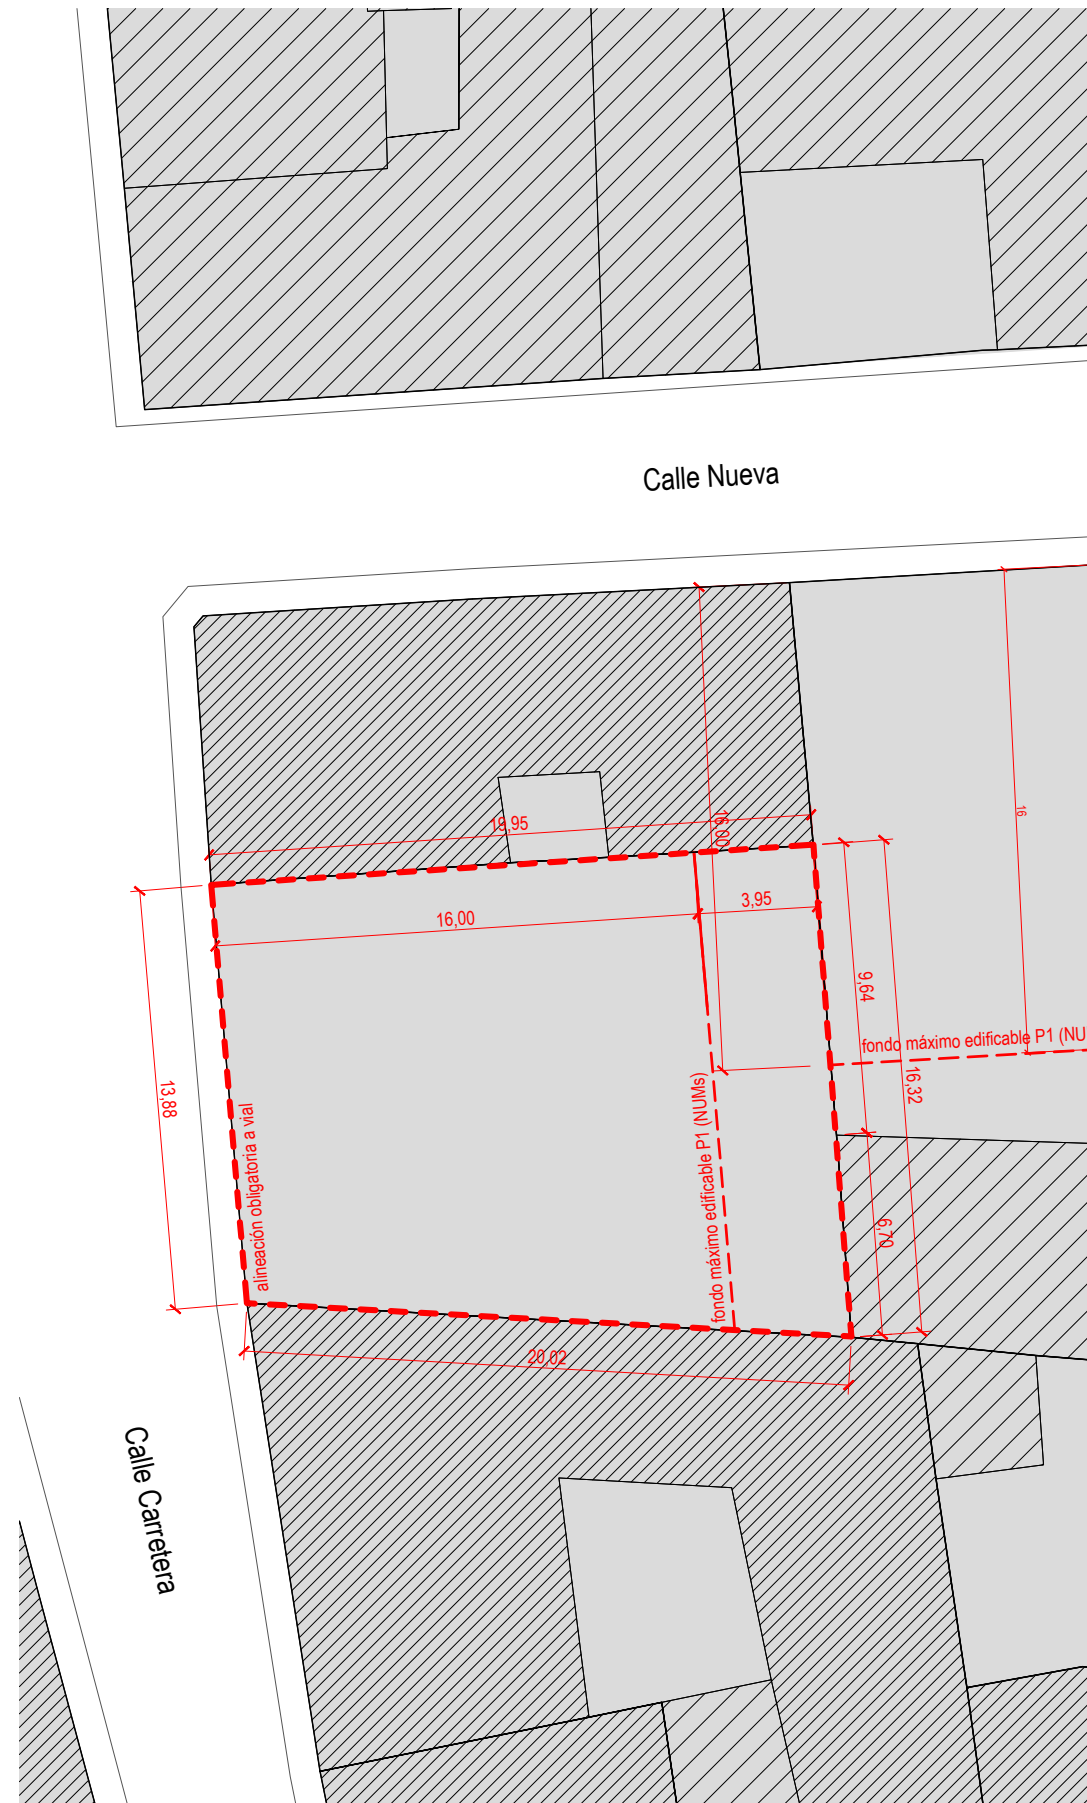 Calle Nueva
19,95
16,00
16
16,00
3,95
9,64
fondo máximo edificable P1 (NU
16,32
13,88
alineación obligatoria a vial
fondo máximo edificable P1 (NUMs)
6,70
20,02
Calle Carretera